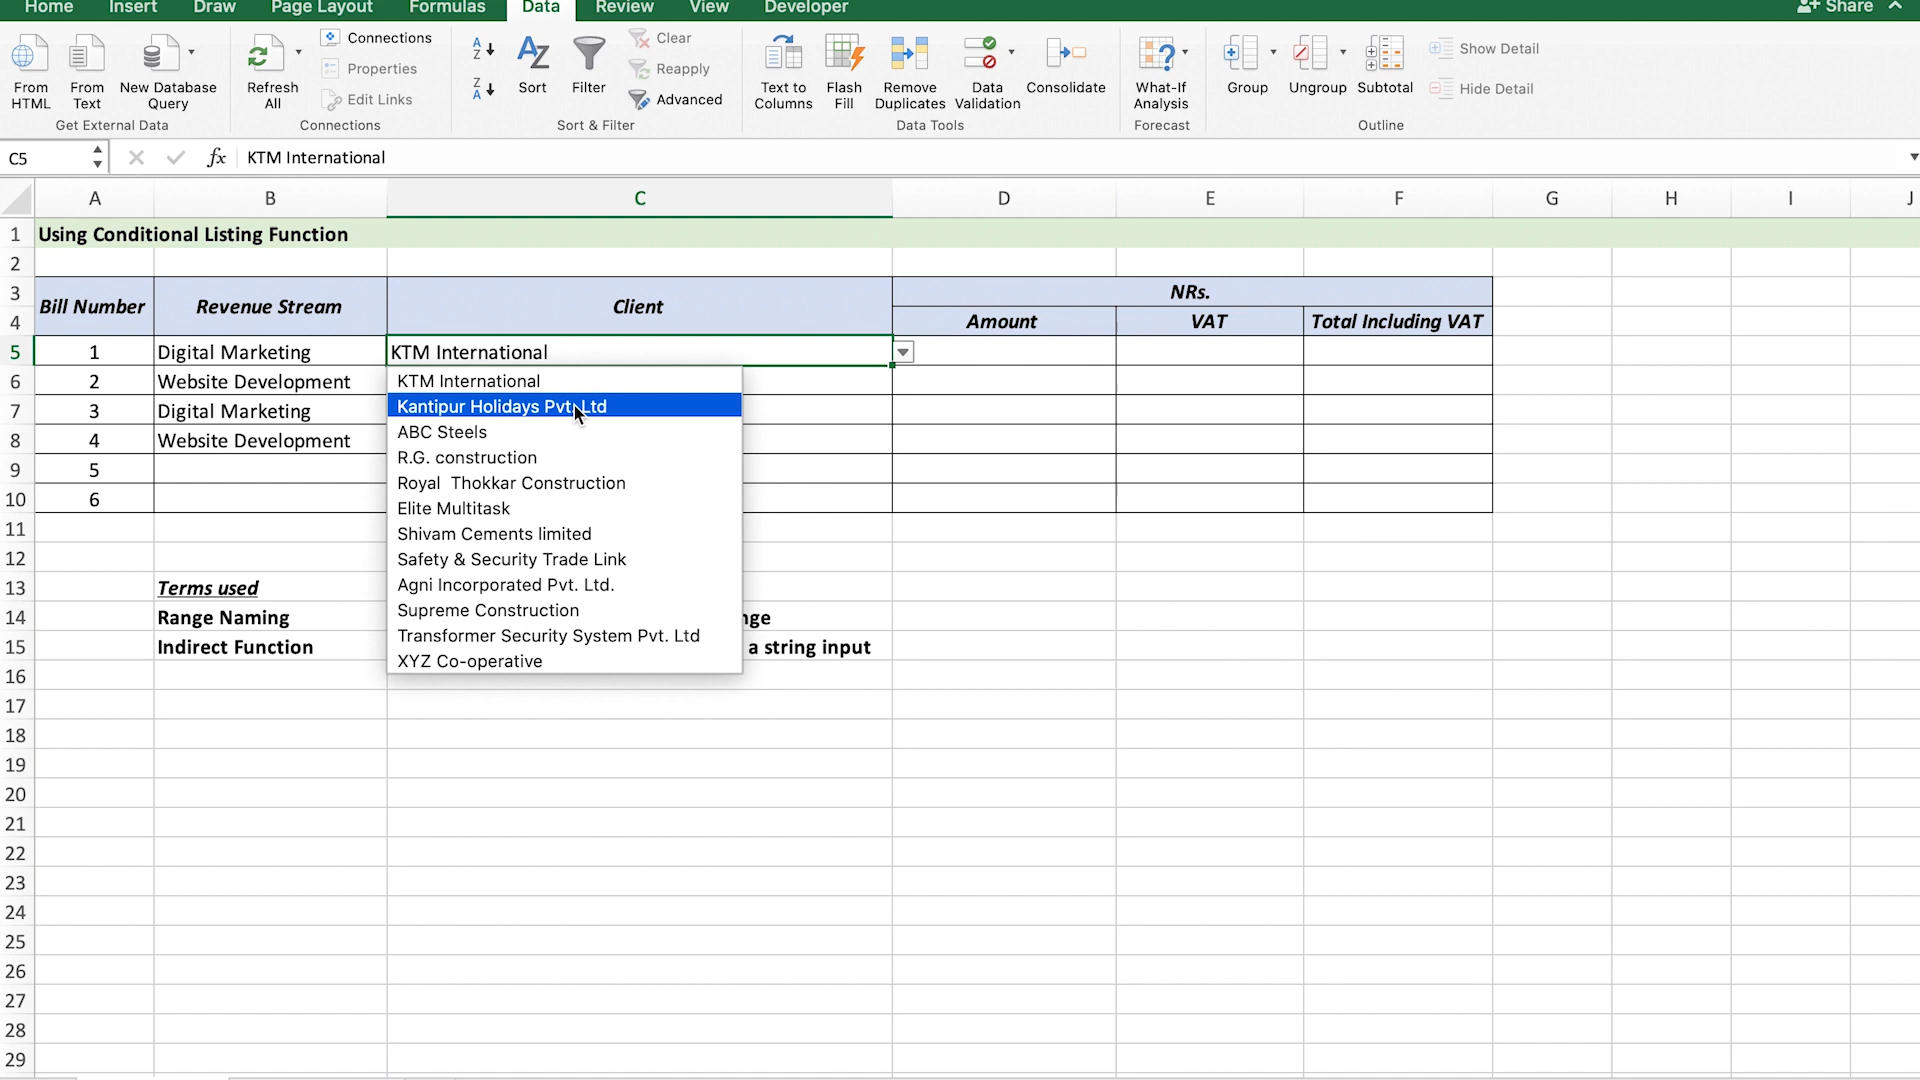 Home Insert Draw Page Layout Formulas Data Review View Developer Share
Connections
Properties
Edit Links
Clear
Reapply
Advanced
Show Detail
Hide Detail
From HTML
From Text
New Database Query
Refresh All
Sort
Filter
Text to Columns
Flash Fill
Remove Duplicates
Data Validation
Consolidate
What-If Analysis
Group
Ungroup
Subtotal
Get External Data Connections Sort & Filter Data Tools Forecast Outline
C5 fx KTM International
A B C D E F G H I J
1 Using Conditional Listing Function
2
3 Bill Number Revenue Stream Client NRs.
4 Amount VAT Total Including VAT
5 1 Digital Marketing KTM International
6 2 Website Development
7 3 Digital Marketing
8 4 Website Development
9 5
10 6
KTM International
Kantipur Holidays Pvt. Ltd
ABC Steels
R.G. construction
Royal Thokkar Construction
Elite Multitask
Shivam Cements limited
Safety & Security Trade Link
Agni Incorporated Pvt. Ltd.
Supreme Construction
Transformer Security System Pvt. Ltd
XYZ Co-operative
11
12
13 Terms used
14 Range Naming
15 Indirect Function a string input
16
17
18
19
20
21
22
23
24
25
26
27
28
29